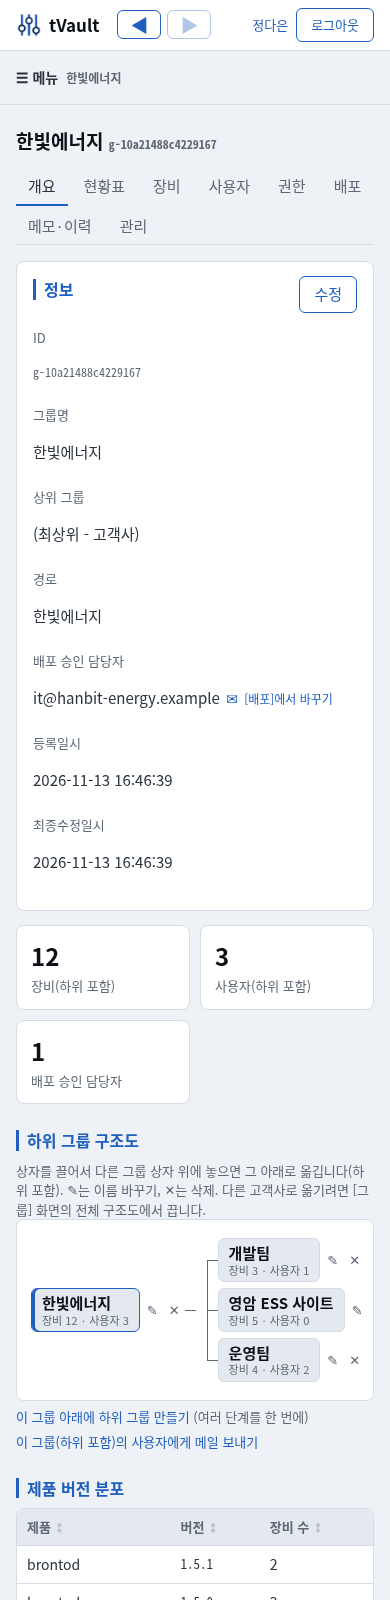 tVault ◀ ▶ 정다은 로그아웃
☰ 메뉴 한빛에너지
한빛에너지 g-10a21488c4229167
개요 현황표 장비 사용자 권한 배포
메모·이력 관리
정보 수정
ID
g-10a21488c4229167
그룹명
한빛에너지
상위 그룹
(최상위 - 고객사)
경로
한빛에너지
배포 승인 담당자
it@hanbit-energy.example ✉ [배포]에서 바꾸기
등록일시
2026-11-13 16:46:39
최종수정일시
2026-11-13 16:46:39
12 3
장비(하위 포함) 사용자(하위 포함)
1
배포 승인 담당자
하위 그룹 구조도
상자를 끌어서 다른 그룹 상자 위에 놓으면 그 아래로 옮깁니다(하
위 포함). ✎는 이름 바꾸기, ✕는 삭제. 다른 고객사로 옮기려면 [그
룹] 화면의 전체 구조도에서 끕니다.
개발팀
장비 3 · 사용자 1 ✎ ✕
한빛에너지
장비 12 · 사용자 3 ✎ ✕
영암 ESS 사이트
장비 5 · 사용자 0 ✎
운영팀
장비 4 · 사용자 2 ✎ ✕
이 그룹 아래에 하위 그룹 만들기 (여러 단계를 한 번에)
이 그룹(하위 포함)의 사용자에게 메일 보내기
제품 버전 분포
제품 ↕ 버전 ↕ 장비 수 ↕
brontod 1.5.1 2